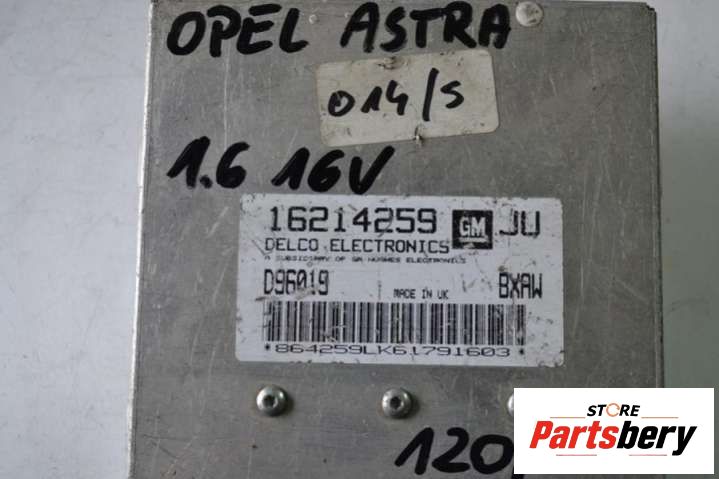 OPEL ASTRA
014/S
1.6 16V
16214259 GM JU
DELCO ELECTRONICS
A SUBSIDIARY OF GM HUGHES ELECTRONICS
D96019 MADE IN UK BXAW
*864259LK61791603*
120,
STORE
Partsbery